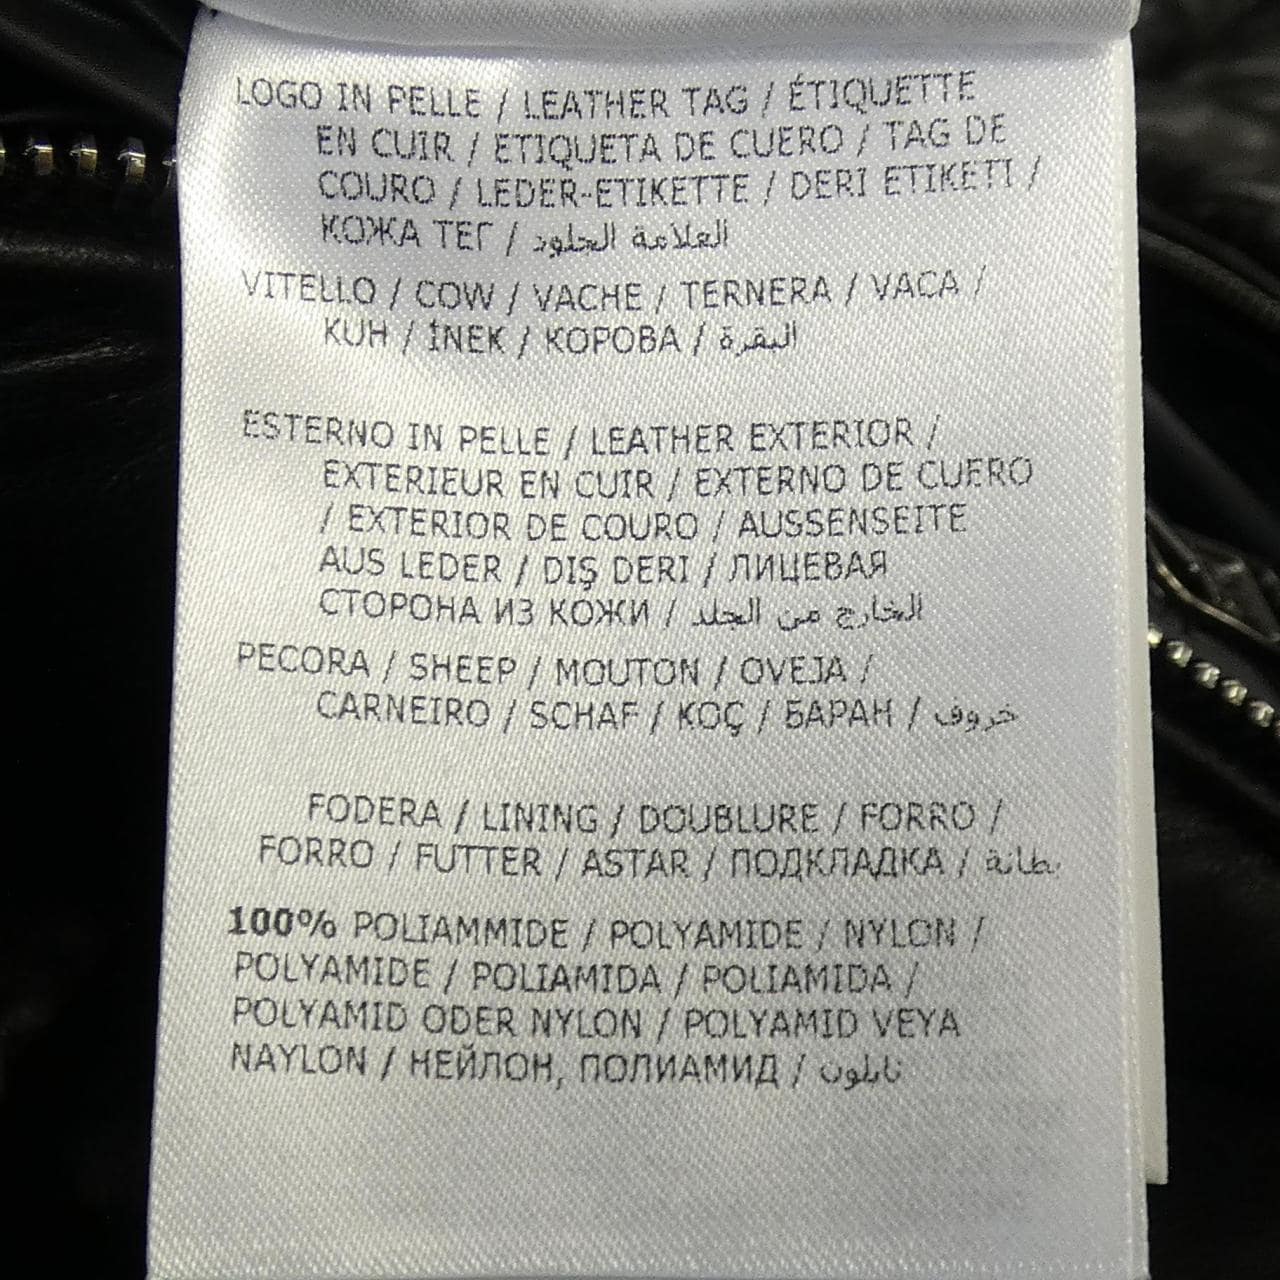 LOGO IN PELLE / LEATHER TAG / ÉTIQUETTE
EN CUIR / ETIQUETA DE CUERO / TAG DE
COURO / LEDER-ETIKETTE / DERI ETIKETI /
КОЖА ТЕГ / العلامة الجلود
VITELLO / COW / VACHE / TERNERA / VACA /
KUH / İNEK / КОРОВА / البقرة
ESTERNO IN PELLE / LEATHER EXTERIOR /
EXTERIEUR EN CUIR / EXTERNO DE CUERO
/ EXTERIOR DE COURO / AUSSENSEITE
AUS LEDER / DIŞ DERI / ЛИЦЕВАЯ
СТОРОНА ИЗ КОЖИ / الخارج من الجلد
PECORA / SHEEP / MOUTON / OVEJA /
CARNEIRO / SCHAF / KOÇ / БАРАН / خروف
FODERA / LINING / DOUBLURE / FORRO /
FORRO / FUTTER / ASTAR / ПОДКЛАДКА / بطانة
100% POLIAMMIDE / POLYAMIDE / NYLON /
POLYAMIDE / POLIAMIDA / POLIAMIDA /
POLYAMID ODER NYLON / POLYAMID VEYA
NAYLON / НЕЙЛОН, ПОЛИАМИД / نايلون